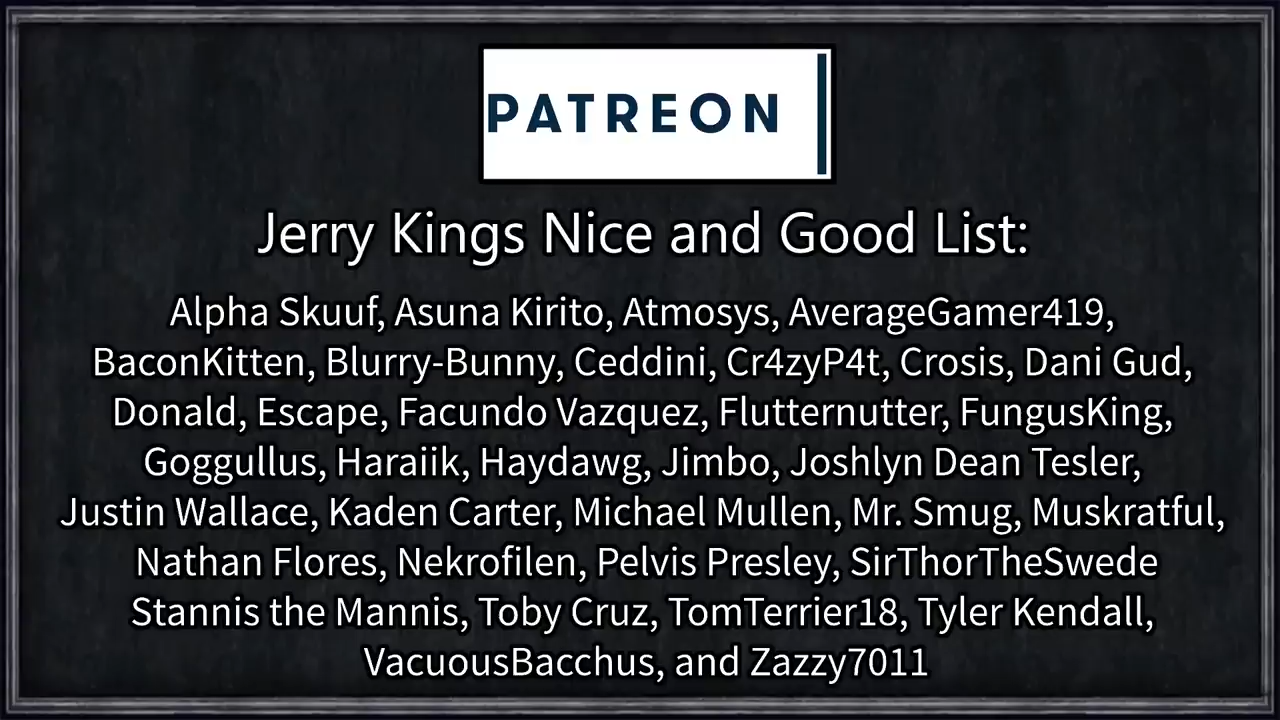 PATREON
Jerry Kings Nice and Good List:
Alpha Skuuf, Asuna Kirito, Atmosys, AverageGamer419,
BaconKitten, Blurry-Bunny, Ceddini, Cr4zyP4t, Crosis, Dani Gud,
Donald, Escape, Facundo Vazquez, Flutternutter, FungusKing,
Goggullus, Haraiik, Haydawg, Jimbo, Joshlyn Dean Tesler,
Justin Wallace, Kaden Carter, Michael Mullen, Mr. Smug, Muskratful,
Nathan Flores, Nekrofilen, Pelvis Presley, SirThorTheSwede
Stannis the Mannis, Toby Cruz, TomTerrier18, Tyler Kendall,
VacuousBacchus, and Zazzy7011